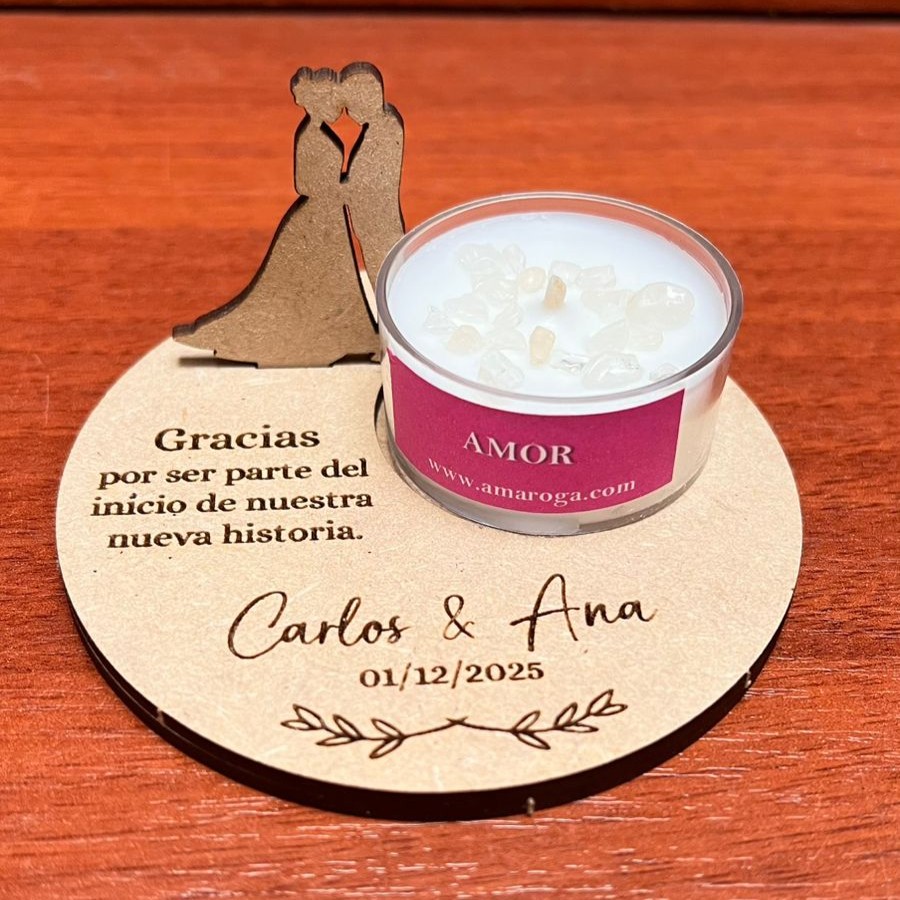 Gracias
por ser parte del
inicio de nuestra
nueva historia.
AMOR
www.amaroga.com
Carlos & Ana
01/12/2025